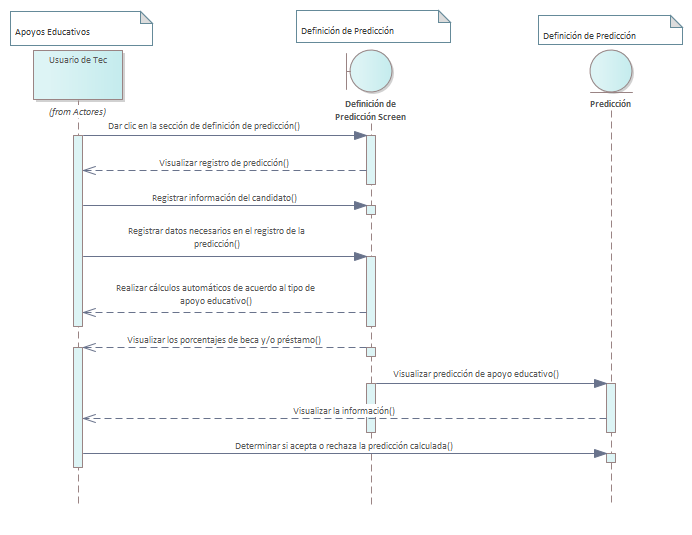 Apoyos Educativos
Definición de Predicción
Definición de Predicción
Usuario de Tec
(from Actores)
Definición de
Predicción Screen
Predicción
Dar clic en la sección de definición de predicción()
Visualizar registro de predicción()
Registrar información del candidato()
Registrar datos necesarios en el registro de la
predicción()
Realizar cálculos automáticos de acuerdo al tipo de
apoyo educativo()
Visualizar los porcentajes de beca y/o préstamo()
Visualizar predicción de apoyo educativo()
Visualizar la información()
Determinar si acepta o rechaza la predicción calculada()